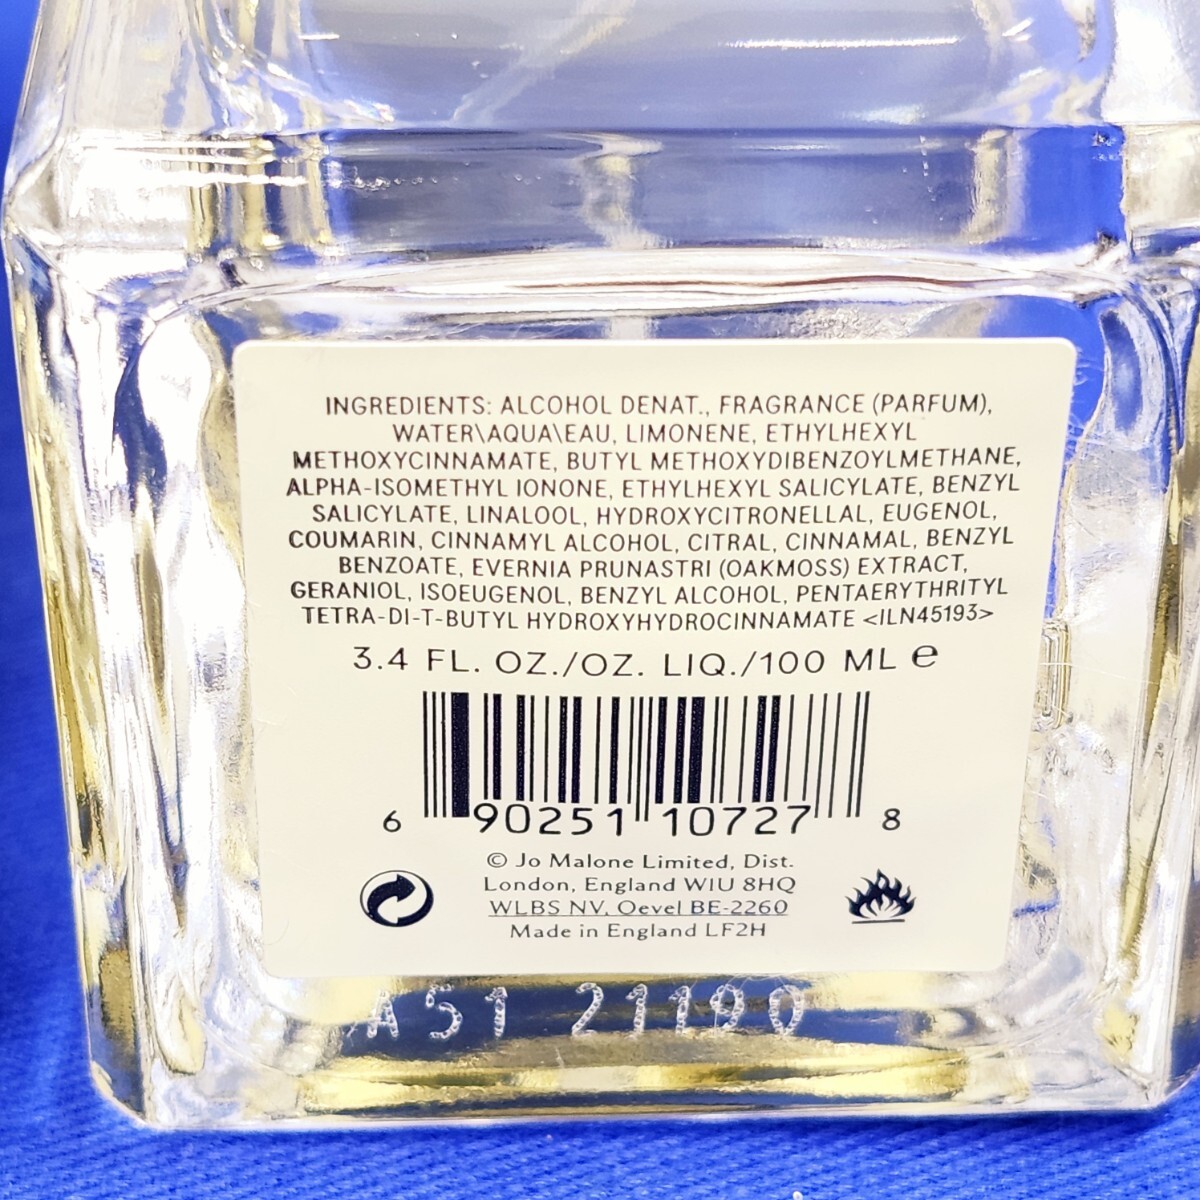 INGREDIENTS: ALCOHOL DENAT., FRAGRANCE (PARFUM),
WATER\AQUA\EAU, LIMONENE, ETHYLHEXYL
METHOXYCINNAMATE, BUTYL METHOXYDIBENZOYLMETHANE,
ALPHA-ISOMETHYL IONONE, ETHYLHEXYL SALICYLATE, BENZYL
SALICYLATE, LINALOOL, HYDROXYCITRONELLAL, EUGENOL,
COUMARIN, CINNAMYL ALCOHOL, CITRAL, CINNAMAL, BENZYL
BENZOATE, EVERNIA PRUNASTRI (OAKMOSS) EXTRACT,
GERANIOL, ISOEUGENOL, BENZYL ALCOHOL, PENTAERYTHRITYL
TETRA-DI-T-BUTYL HYDROXYHYDROCINNAMATE <ILN45193>
3.4 FL. OZ./OZ. LIQ./100 ML ℮
6 90251 10727 8
© Jo Malone Limited, Dist.
London, England W1U 8HQ
WLBS NV, Oevel BE-2260
Made in England LF2H
A51 21190